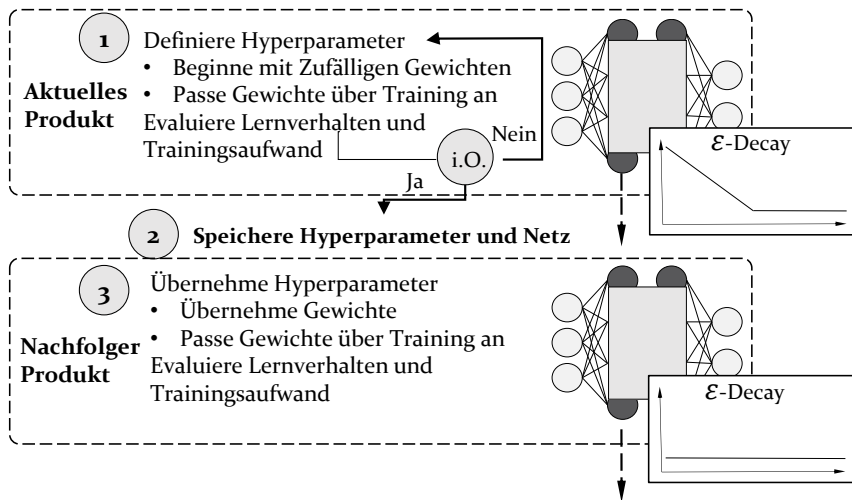 1
Definiere Hyperparameter
• Beginne mit Zufälligen Gewichten
• Passe Gewichte über Training an
Evaluiere Lernverhalten und
Trainingsaufwand
Aktuelles
Produkt
Nein
i.O.
Ja
ε-Decay
2 Speichere Hyperparameter und Netz
3
Übernehme Hyperparameter
• Übernehme Gewichte
• Passe Gewichte über Training an
Evaluiere Lernverhalten und
Trainingsaufwand
Nachfolger
Produkt
ε-Decay